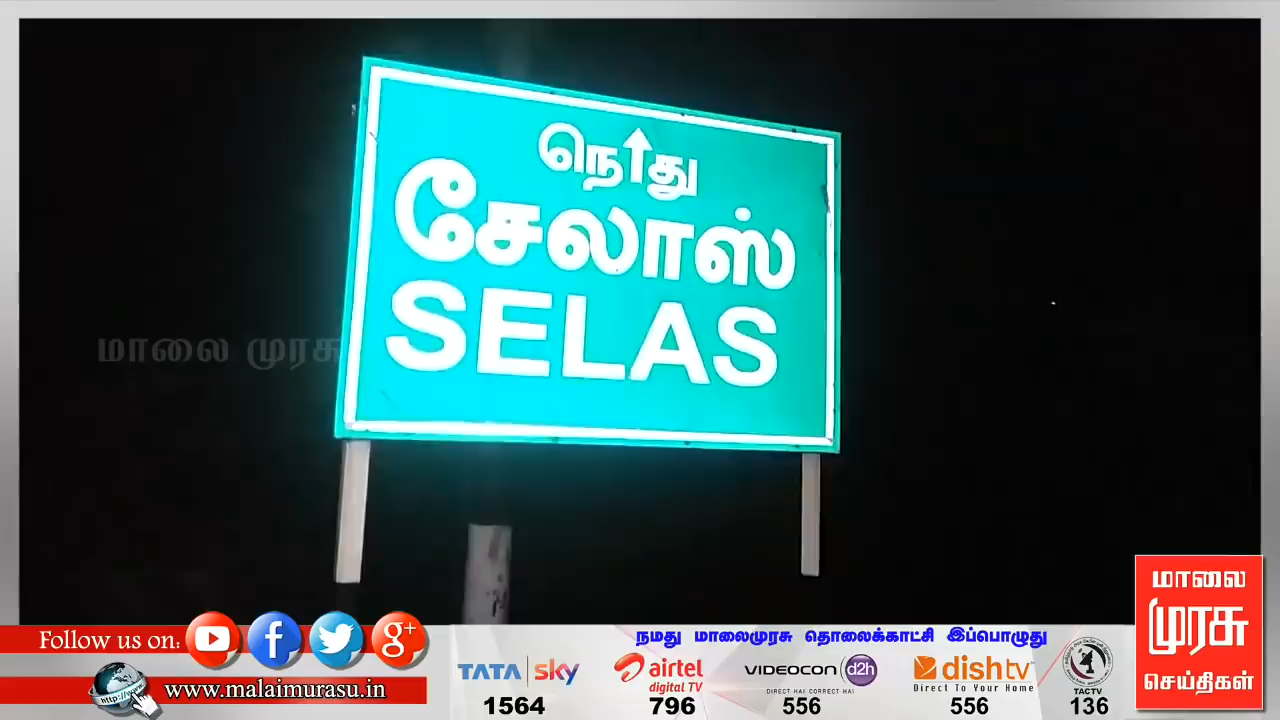 நெடு
சேலாஸ்
SELAS
மாலை முரசு
Follow us on:
www.malaimurasu.in
நமது மாலைமுரசு தொலைக்காட்சி இப்பொழுது
TATA sky
1564
airtel
digital TV
796
VIDEOCON d2h
DIRECT HAI CORRECT HAI
556
dishtv
Direct To Your Home
556
TACTV
136
மாலை
முரசு
செய்திகள்